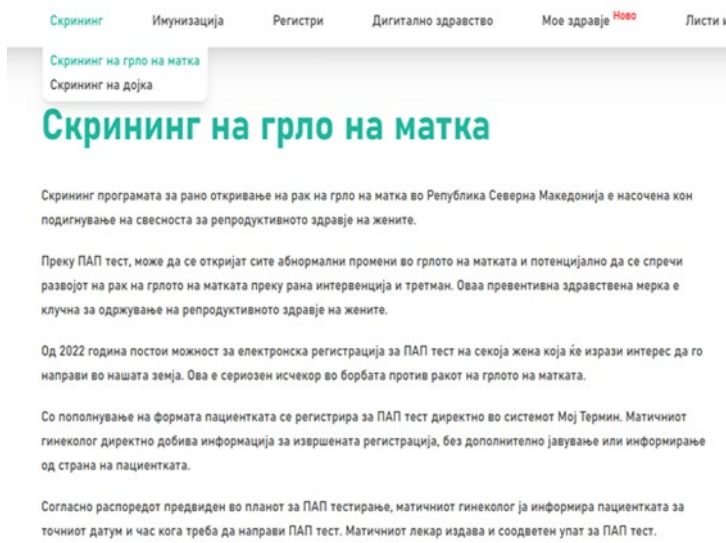 Скрининг Имунизација Регистри Дигитално здравство Мое здравје Ново Листи
Скрининг на грло на матка
Скрининг на дојка
Скрининг на грло на матка
Скрининг програмата за рано откривање на рак на грло на матка во Република Северна Македонија е насочена кон
подигнување на свесноста за репродуктивното здравје на жените.
Преку ПАП тест, може да се откријат сите абнормални промени во грлото на матката и потенцијално да се спречи
развојот на рак на грлото на матката преку рана интервенција и третман. Оваа превентивна здравствена мерка е
клучна за одржување на репродуктивното здравје на жените.
Од 2022 година постои можност за електронска регистрација за ПАП тест на секоја жена која ќе изрази интерес да го
направи во нашата земја. Ова е сериозен исчекор во борбата против ракот на грлото на матката.
Со пополнување на формата пациентката се регистрира за ПАП тест директно во системот Мој Термин. Матичниот
гинеколог директно добива информација за извршената регистрација, без дополнително јавување или информирање
од страна на пациентката.
Согласно распоредот предвиден во планот за ПАП тестирање, матичниот гинеколог ја информира пациентката за
точниот датум и час кога треба да направи ПАП тест. Матичниот лекар издава и соодветен упат за ПАП тест.